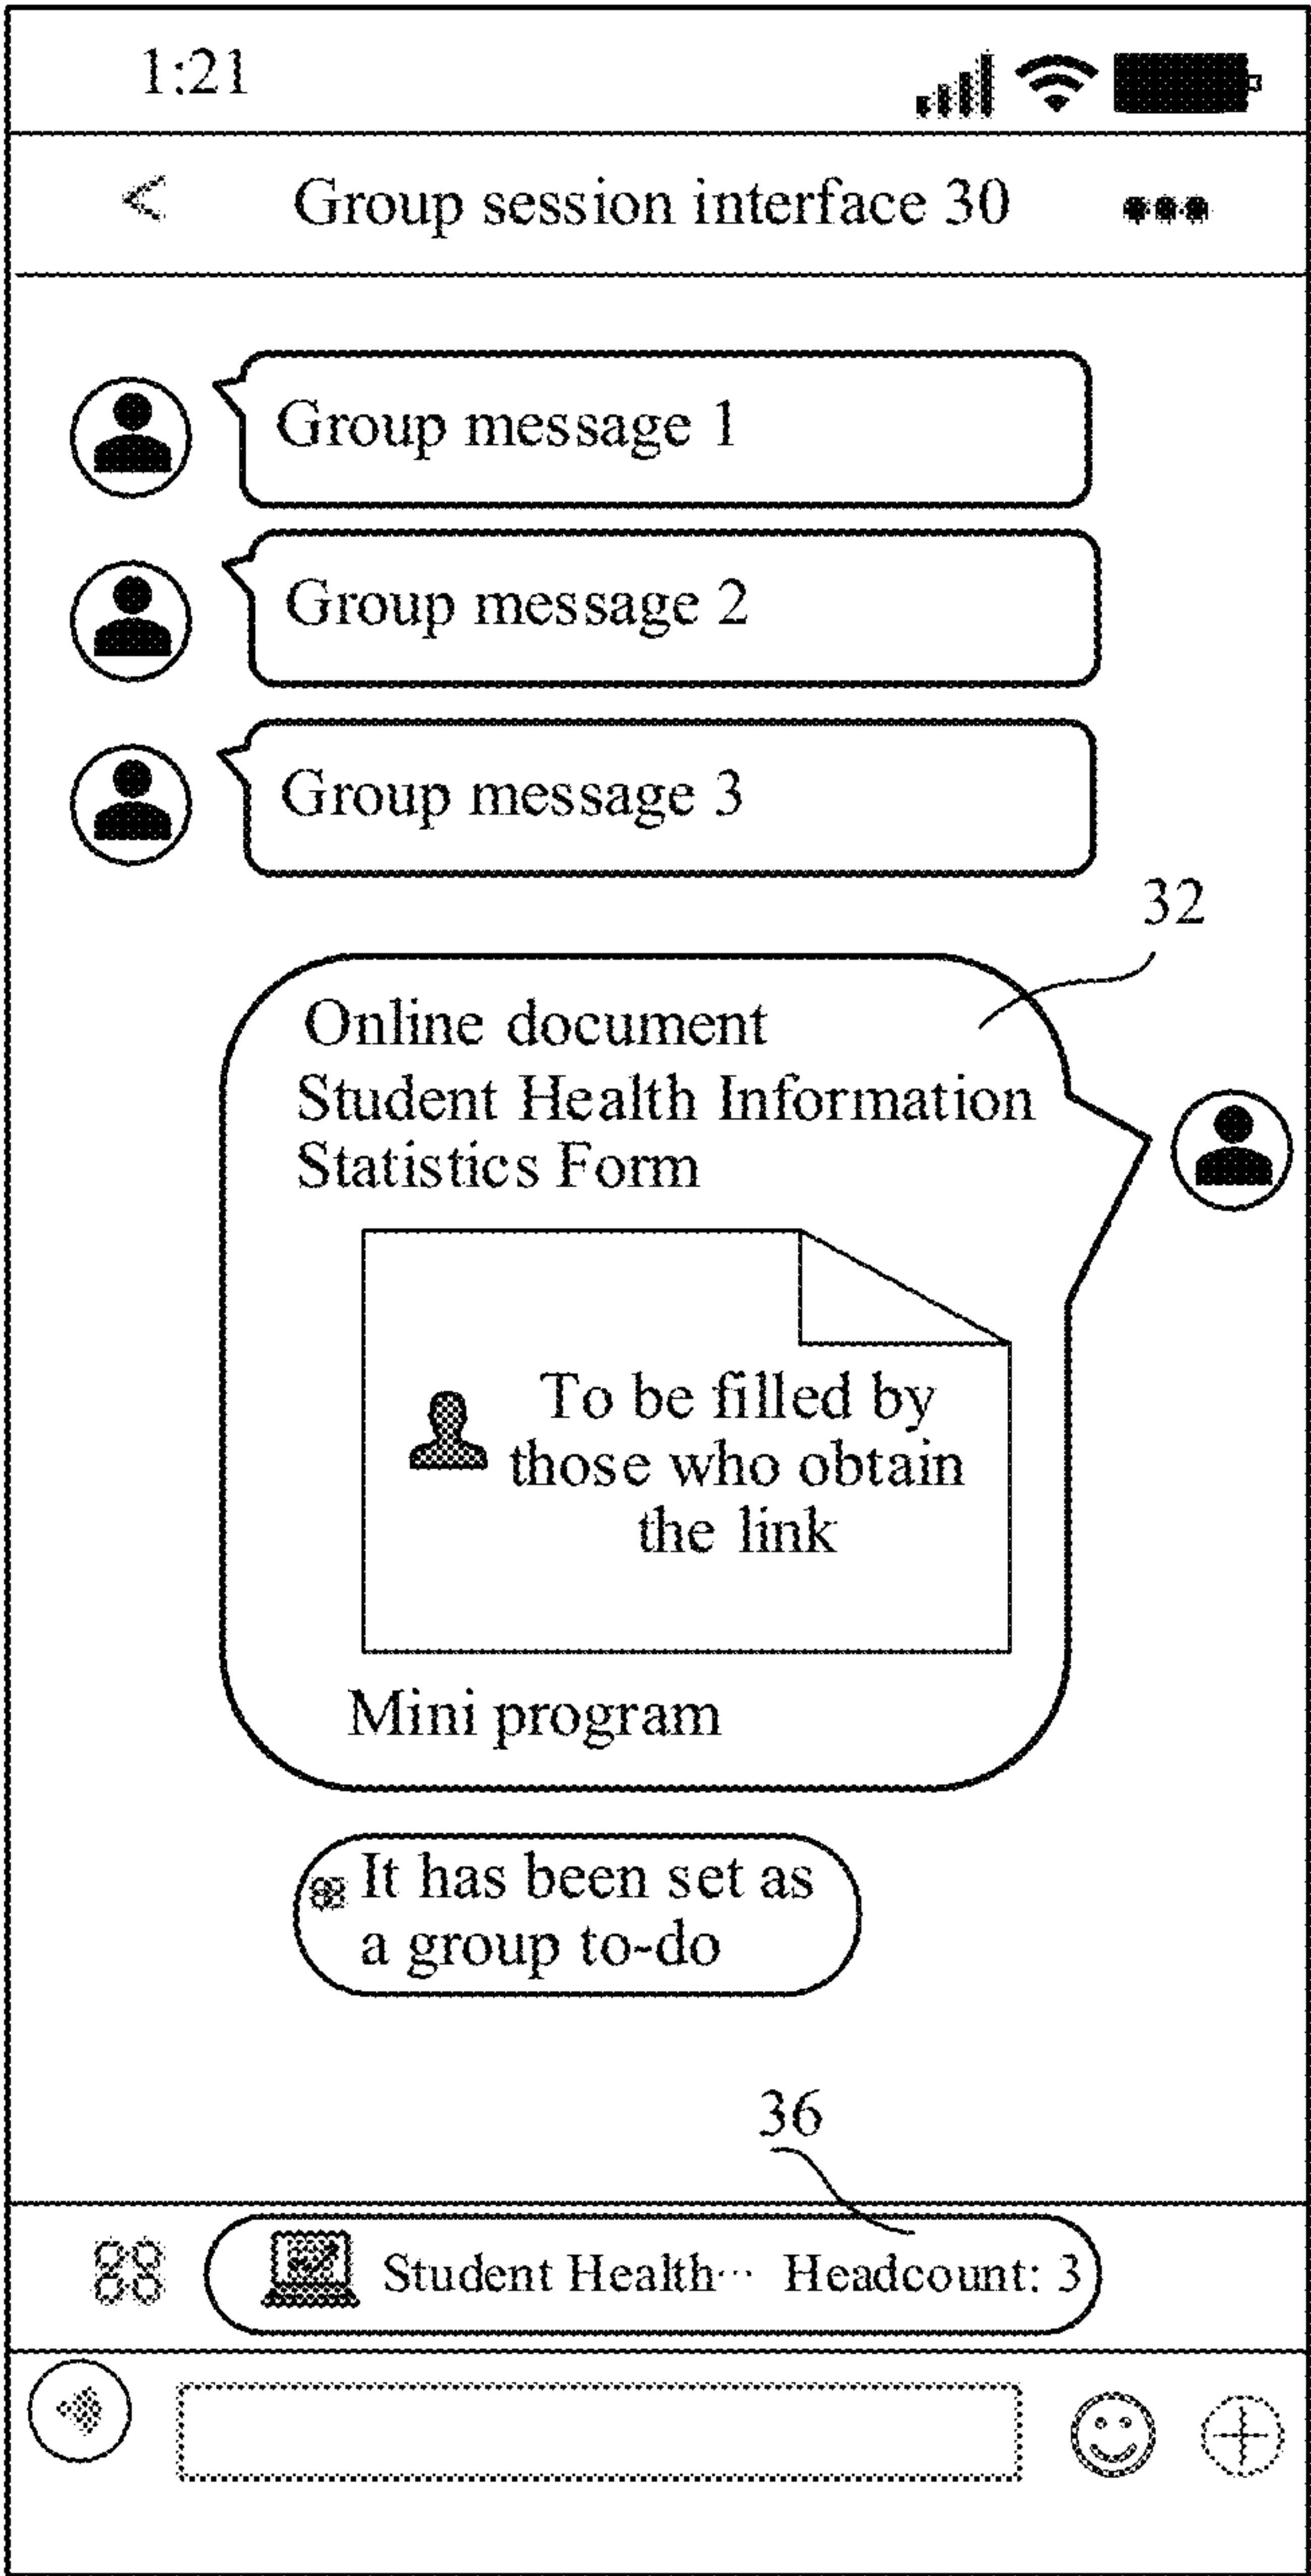 1:21
Group session interface 30
Group message 1
Group message 2
Group message 3
32
Online document
Student Health Information
Statistics Form
To be filled by
those who obtain
the link
Mini program
It has been set as
a group to-do
36
Student Health··· Headcount: 3